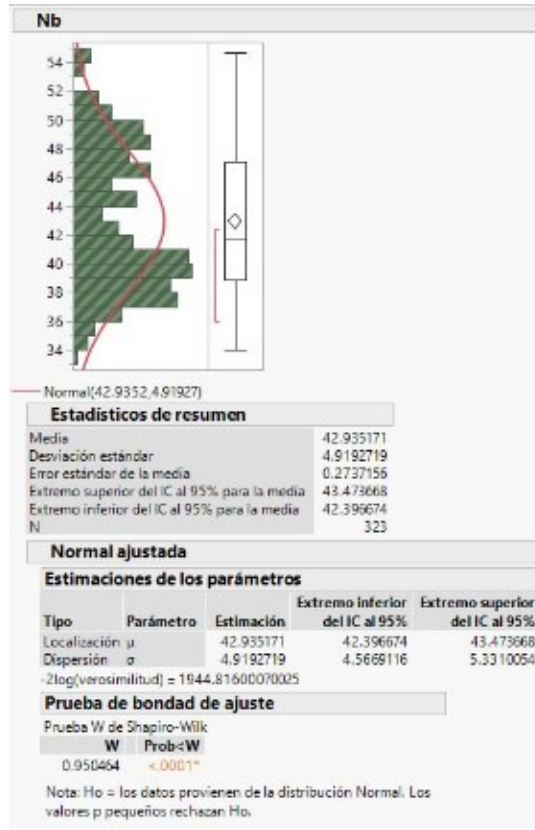 Nb
54
52
50
48
46
44
42
40
38
36
34
Normal(42.9352,4.91927)
Estadísticos de resumen
Media 42.935171
Desviación estándar 4.9192719
Error estándar de la media 0.2737156
Extremo superior del IC al 95% para la media 43.473668
Extremo inferior del IC al 95% para la media 42.396674
N 323
Normal ajustada
Estimaciones de los parámetros
Extremo inferior Extremo superior
Tipo Parámetro Estimación del IC al 95% del IC al 95%
Localización μ 42.935171 42.396674 43.473668
Dispersión σ 4.9192719 4.5669116 5.3310054
-2log(verosimilitud) = 1944.81600070025
Prueba de bondad de ajuste
Prueba W de Shapiro-Wilk
W Prob<W
0.950464 <.0001*
Nota: Ho = los datos provienen de la distribución Normal. Los
valores p pequeños rechazan Ho.